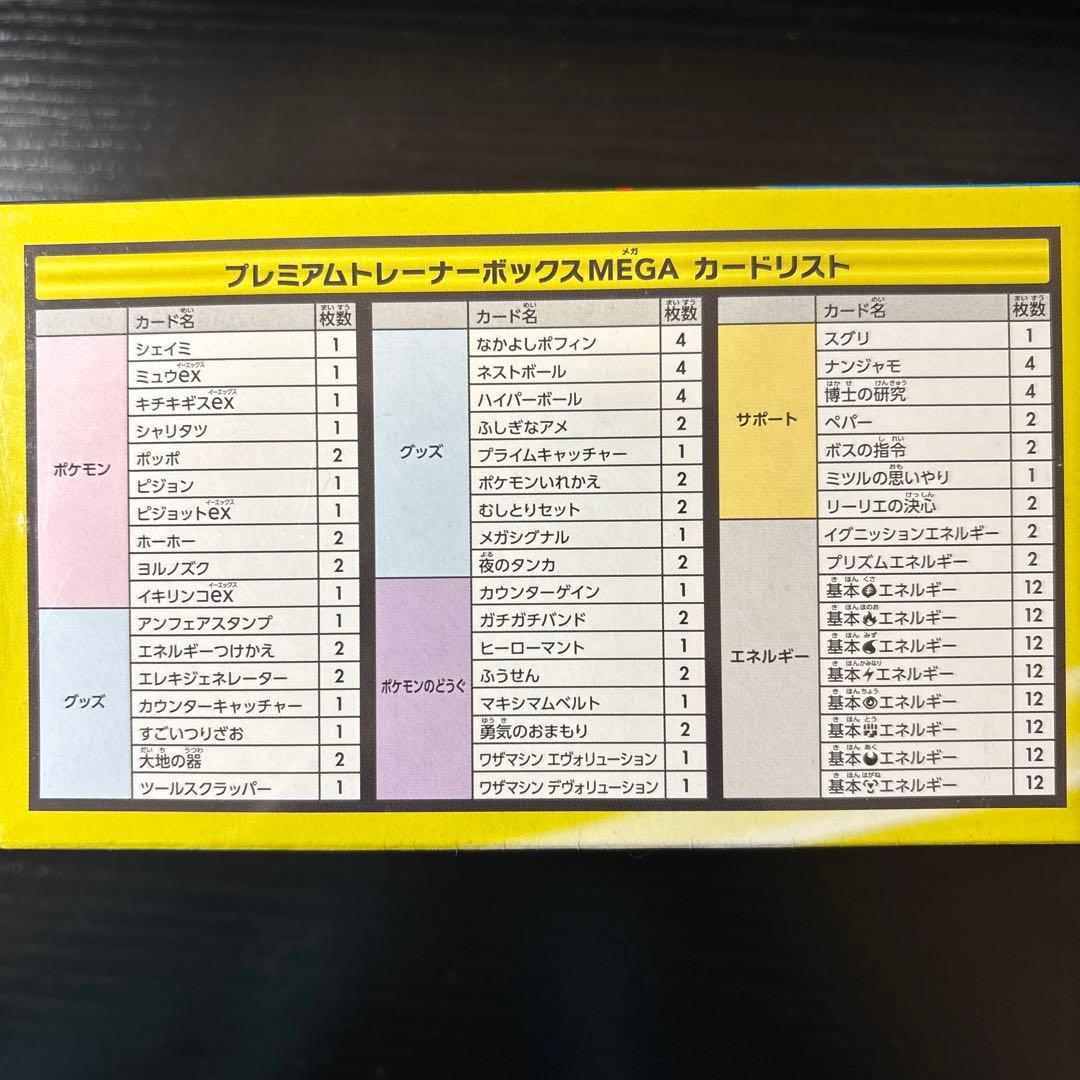 プレミアムトレーナーボックスMEGA カードリスト
カード名 枚数
ポケモン
シェイミ 1
ミュウex 1
キチキギスex 1
シャリタツ 1
ポッポ 2
ピジョン 1
ピジョットex 1
ホーホー 2
ヨルノズク 2
イキリンコex 1
グッズ
アンフェアスタンプ 1
エネルギーつけかえ 2
エレキジェネレーター 2
カウンターキャッチャー 1
すごいつりざお 1
大地の器 2
ツールスクラッパー 1
カード名 枚数
グッズ
なかよしポフィン 4
ネストボール 4
ハイパーボール 4
ふしぎなアメ 2
プライムキャッチャー 1
ポケモンいれかえ 2
むしとりセット 2
メガシグナル 1
夜のタンカ 2
ポケモンのどうぐ
カウンターゲイン 1
ガチガチバンド 2
ヒーローマント 1
ふうせん 2
マキシマムベルト 1
勇気のおまもり 2
ワザマシン エヴォリューション 1
ワザマシン デヴォリューション 1
カード名 枚数
サポート
スグリ 1
ナンジャモ 4
博士の研究 4
ペパー 2
ボスの指令 2
ミツルの思いやり 1
リーリエの決心 2
エネルギー
イグニッションエネルギー 2
プリズムエネルギー 2
基本エネルギー 12
基本エネルギー 12
基本エネルギー 12
基本エネルギー 12
基本エネルギー 12
基本エネルギー 12
基本エネルギー 12
基本エネルギー 12